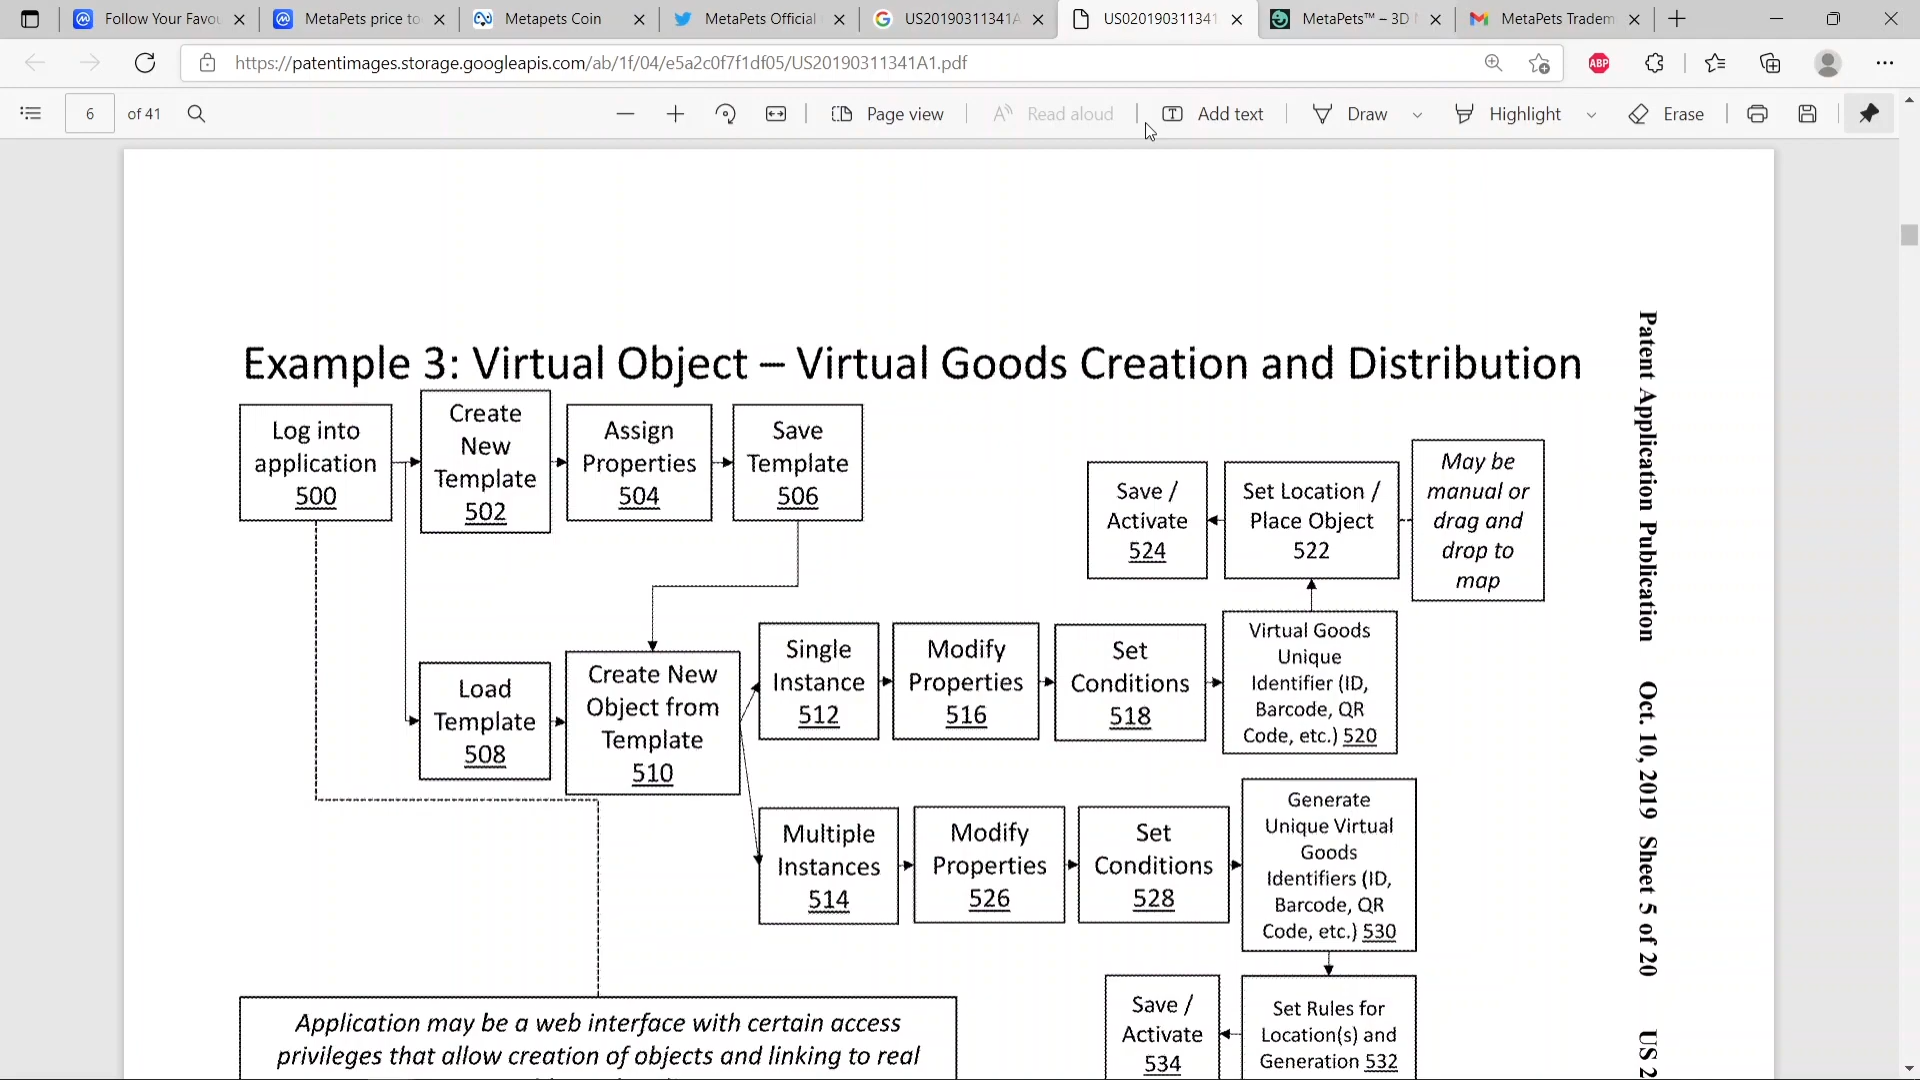 Follow Your Favou
MetaPets price to
Metapets Coin
MetaPets Official
US20190311341A
US020190311341
MetaPets™ – 3D
MetaPets Tradem
https://patentimages.storage.googleapis.com/ab/1f/04/e5a2c0f7f1df05/US20190311341A1.pdf
ABP
6 of 41
Page view
Read aloud
Add text
Draw
Highlight
Erase
Example 3: Virtual Object – Virtual Goods Creation and Distribution
Log into
application
500
Create
New
Template
502
Assign
Properties
504
Save
Template
506
Save /
Activate
524
Set Location /
Place Object
522
May be
manual or
drag and
drop to
map
Load
Template
508
Create New
Object from
Template
510
Single
Instance
512
Modify
Properties
516
Set
Conditions
518
Virtual Goods
Unique
Identifier (ID,
Barcode, QR
Code, etc.) 520
Multiple
Instances
514
Modify
Properties
526
Set
Conditions
528
Generate
Unique Virtual
Goods
Identifiers (ID,
Barcode, QR
Code, etc.) 530
Save /
Activate
534
Set Rules for
Location(s) and
Generation 532
Application may be a web interface with certain access
privileges that allow creation of objects and linking to real
Patent Application Publication Oct. 10, 2019 Sheet 5 of 20 US 2